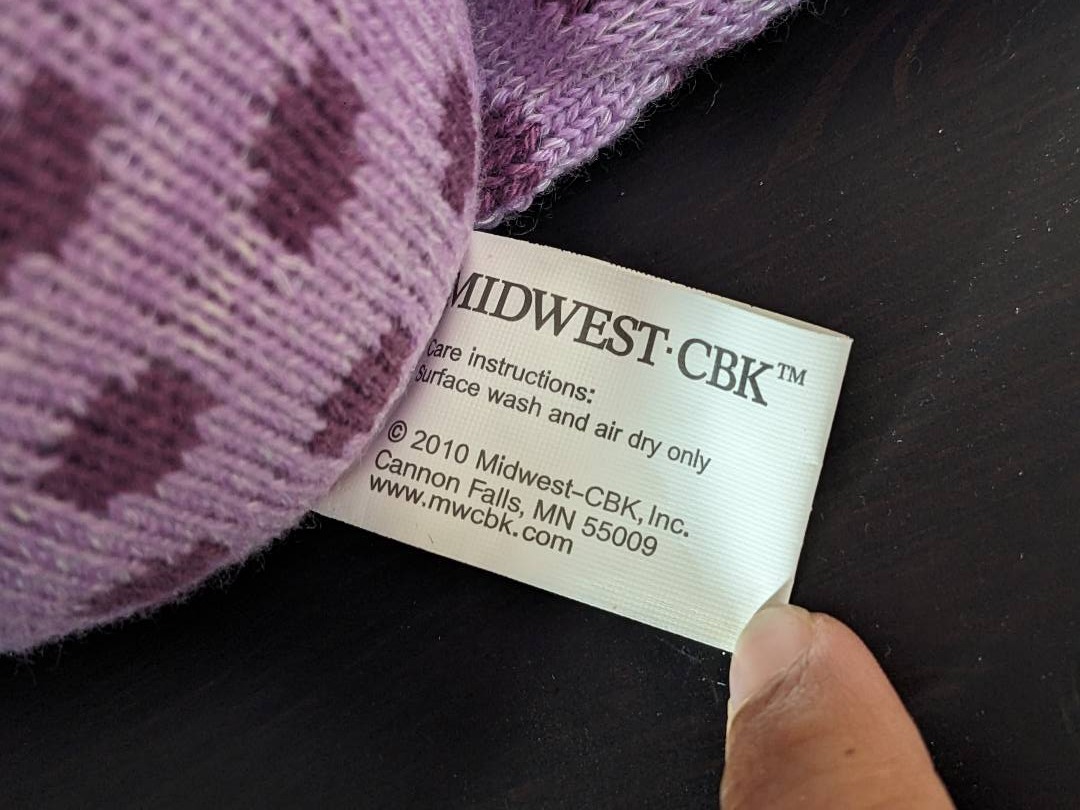 MIDWEST·CBK™
Care instructions:
Surface wash and air dry only
© 2010 Midwest-CBK, Inc.
Cannon Falls, MN 55009
www.mwcbk.com